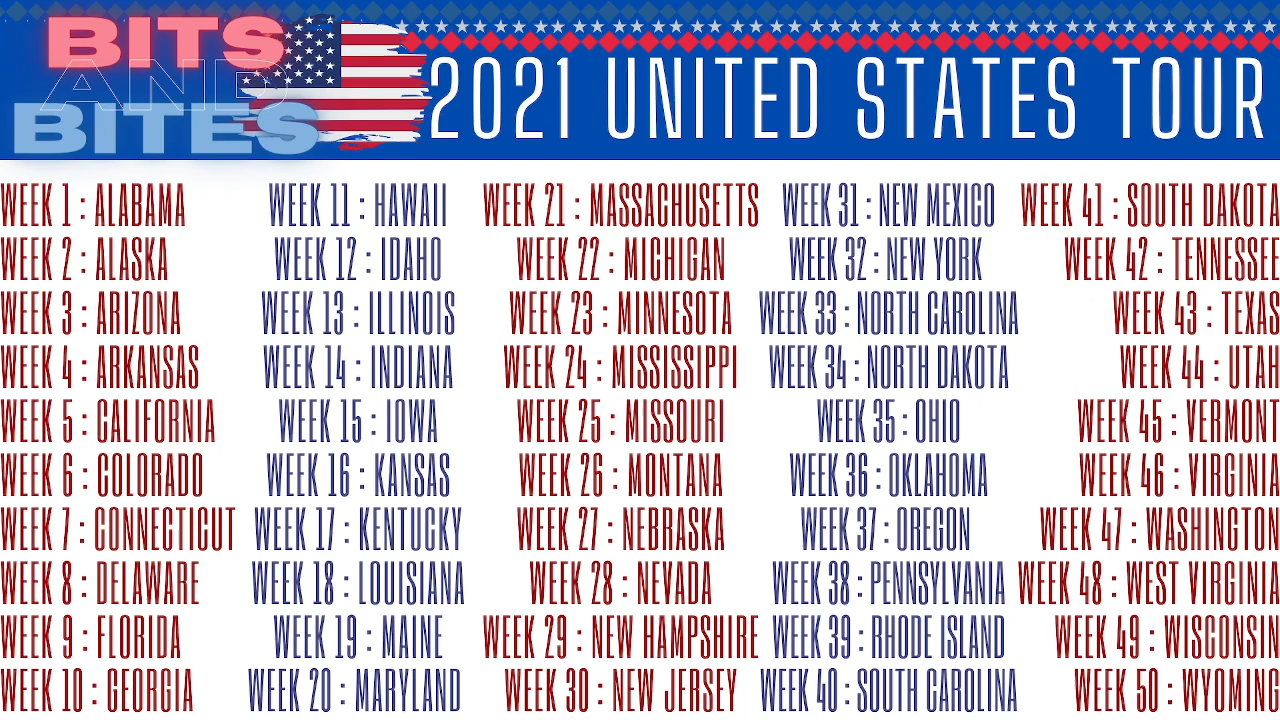 BITS
AND
BITES
2021 UNITED STATES TOUR
WEEK 1 : ALABAMA
WEEK 2 : ALASKA
WEEK 3 : ARIZONA
WEEK 4 : ARKANSAS
WEEK 5 : CALIFORNIA
WEEK 6 : COLORADO
WEEK 7 : CONNECTICUT
WEEK 8 : DELAWARE
WEEK 9 : FLORIDA
WEEK 10 : GEORGIA
WEEK 11 : HAWAII
WEEK 12 : IDAHO
WEEK 13 : ILLINOIS
WEEK 14 : INDIANA
WEEK 15 : IOWA
WEEK 16 : KANSAS
WEEK 17 : KENTUCKY
WEEK 18 : LOUISIANA
WEEK 19 : MAINE
WEEK 20 : MARYLAND
WEEK 21 : MASSACHUSETTS
WEEK 22 : MICHIGAN
WEEK 23 : MINNESOTA
WEEK 24 : MISSISSIPPI
WEEK 25 : MISSOURI
WEEK 26 : MONTANA
WEEK 27 : NEBRASKA
WEEK 28 : NEVADA
WEEK 29 : NEW HAMPSHIRE
WEEK 30 : NEW JERSEY
WEEK 31 : NEW MEXICO
WEEK 32 : NEW YORK
WEEK 33 : NORTH CAROLINA
WEEK 34 : NORTH DAKOTA
WEEK 35 : OHIO
WEEK 36 : OKLAHOMA
WEEK 37 : OREGON
WEEK 38 : PENNSYLVANIA
WEEK 39 : RHODE ISLAND
WEEK 40 : SOUTH CAROLINA
WEEK 41 : SOUTH DAKOTA
WEEK 42 : TENNESSEE
WEEK 43 : TEXAS
WEEK 44 : UTAH
WEEK 45 : VERMONT
WEEK 46 : VIRGINIA
WEEK 47 : WASHINGTON
WEEK 48 : WEST VIRGINIA
WEEK 49 : WISCONSIN
WEEK 50 : WYOMING